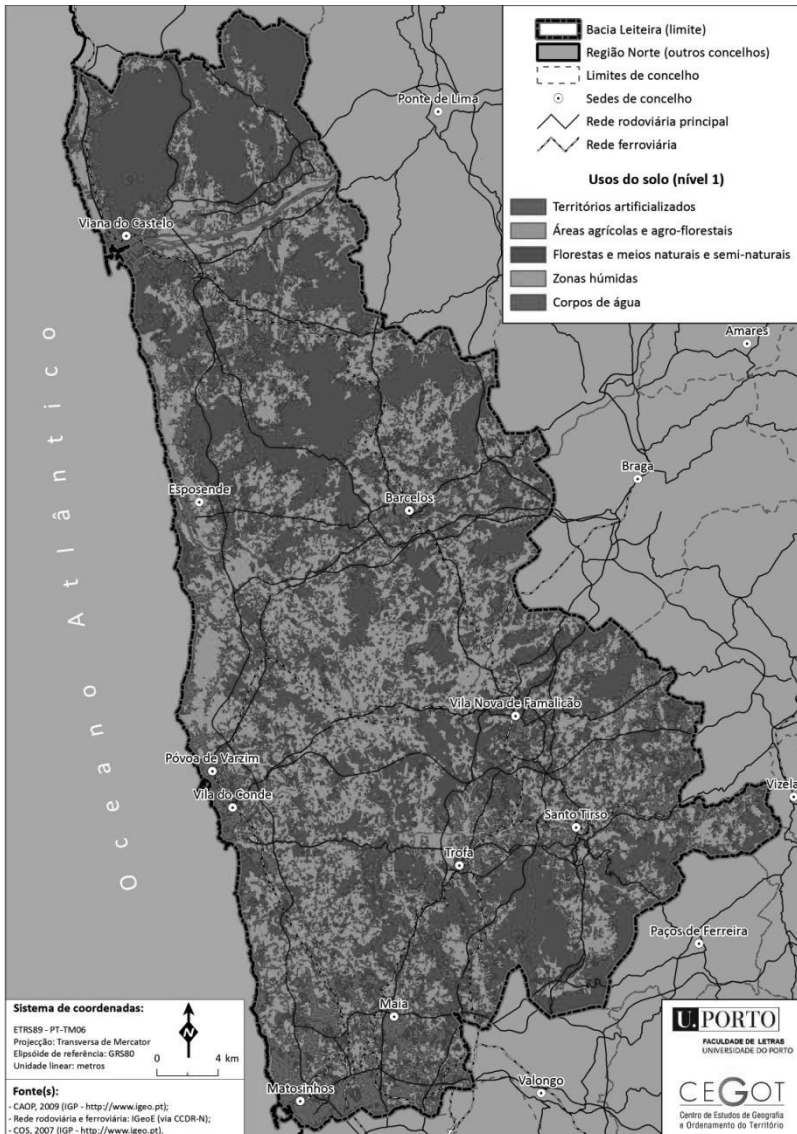 Bacia Leiteira (limite)
Região Norte (outros concelhos)
Limites de concelho
Sedes de concelho
Rede rodoviária principal
Rede ferroviária
Usos do solo (nível 1)
Territórios artificializados
Áreas agrícolas e agro-florestais
Florestas e meios naturais e semi-naturais
Zonas húmidas
Corpos de água
Ponte de Lima
Viana do Castelo
Amares
Braga
Esposende
Barcelos
Oceano Atlântico
Vila Nova de Famalicão
Póvoa de Varzim
Vila do Conde
Vizela
Santo Tirso
Trofa
Paços de Ferreira
Maia
Valongo
Matosinhos
Sistema de coordenadas:
ETRS89 - PT-TM06
Projecção: Transversa de Mercator
Elipsóide de referência: GRS80
Unidade linear: metros
N
0 4 km
Fonte(s):
- CAOP, 2009 (IGP - http://www.igeo.pt);
- Rede rodoviária e ferroviária: IGeoE (via CCDR-N);
- COS, 2007 (IGP - http://www.igeo.pt).
U. PORTO
FACULDADE DE LETRAS
UNIVERSIDADE DO PORTO
CEGOT
Centro de Estudos de Geografia
e Ordenamento do Território